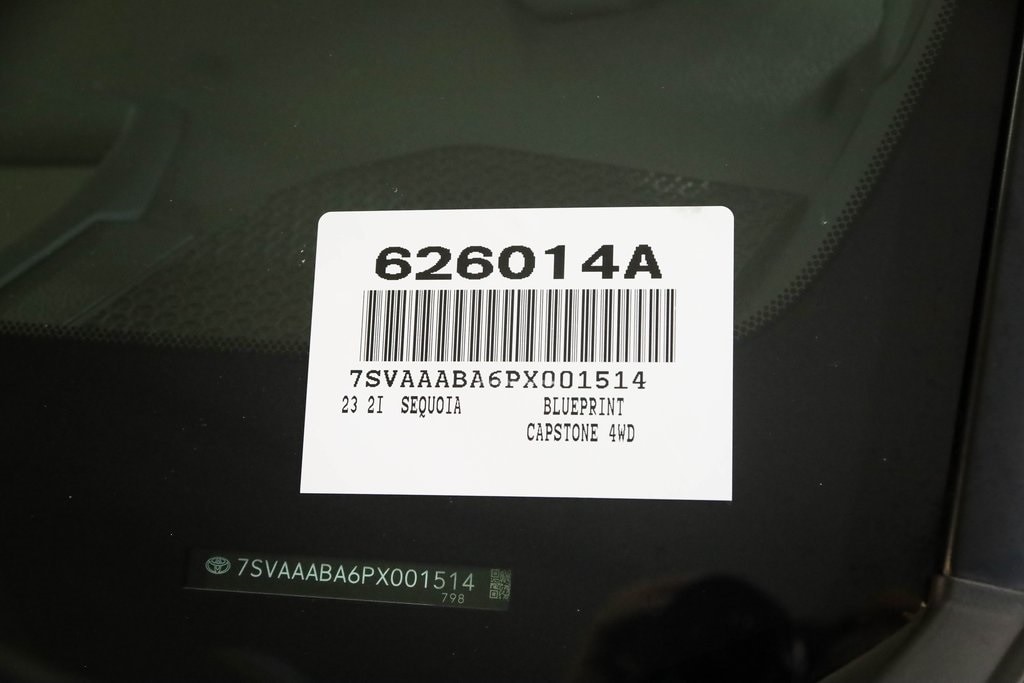 626014A
7SVAAABA6PX001514
23 2I SEQUOIA BLUEPRINT
CAPSTONE 4WD
7SVAAABA6PX001514
798